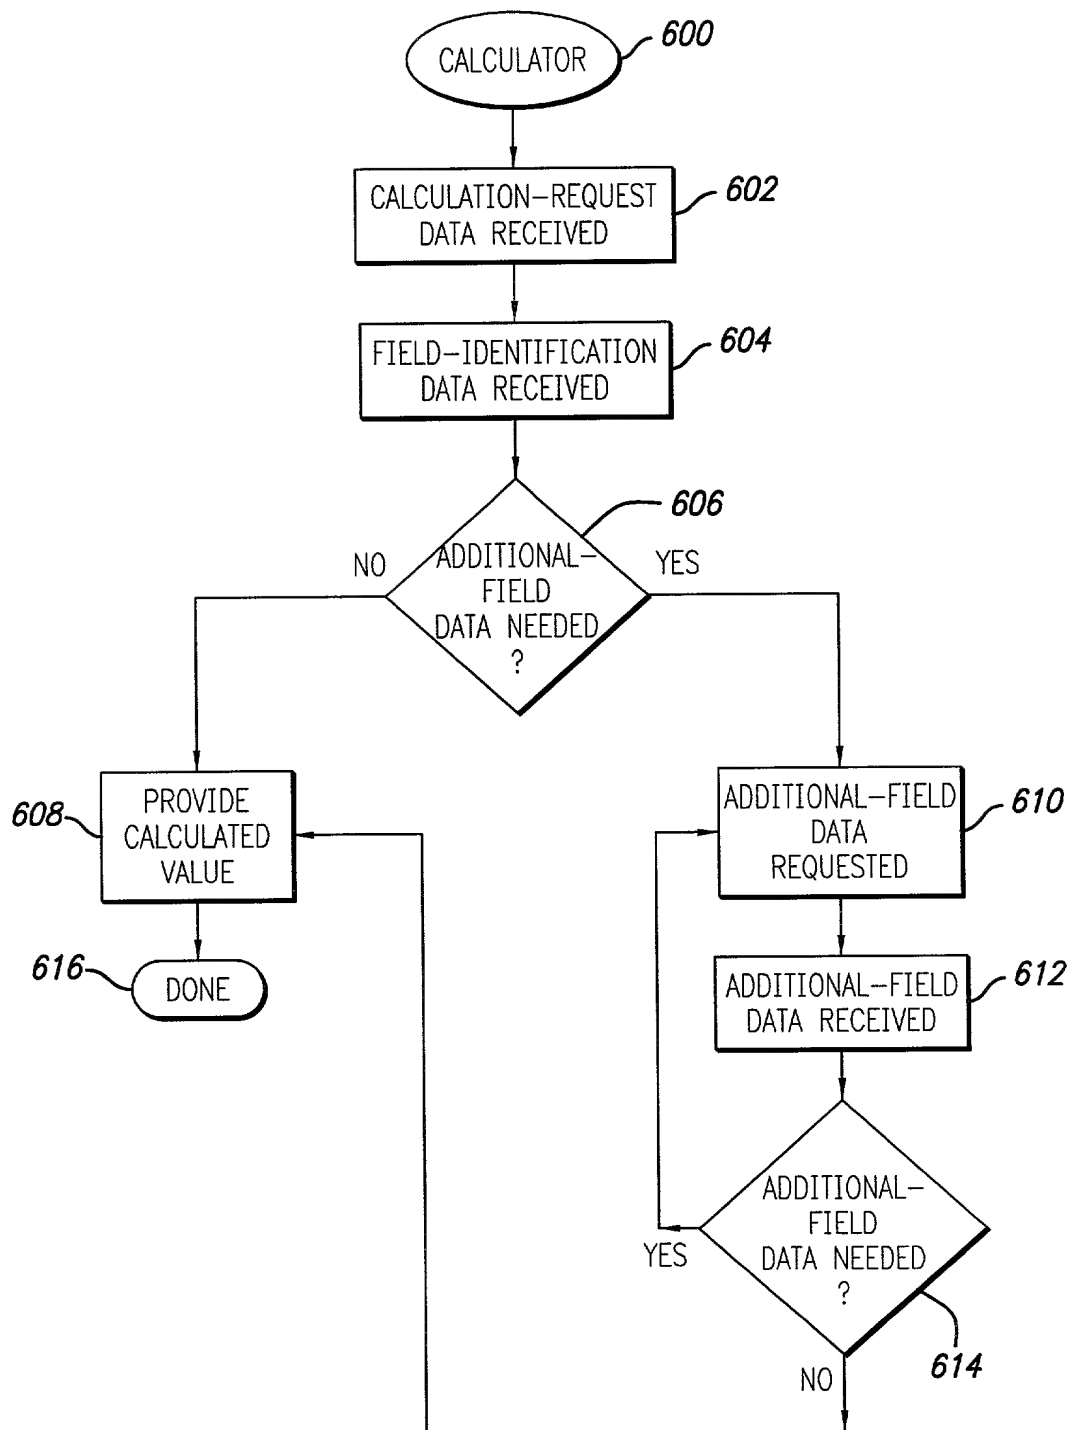 CALCULATOR
600
CALCULATION-REQUEST
DATA RECEIVED
602
FIELD-IDENTIFICATION
DATA RECEIVED
604
606
NO
ADDITIONAL-
FIELD
DATA NEEDED
?
YES
608
PROVIDE
CALCULATED
VALUE
ADDITIONAL-FIELD
DATA
REQUESTED
610
616
DONE
ADDITIONAL-FIELD
DATA RECEIVED
612
ADDITIONAL-
FIELD
DATA NEEDED
?
YES
614
NO